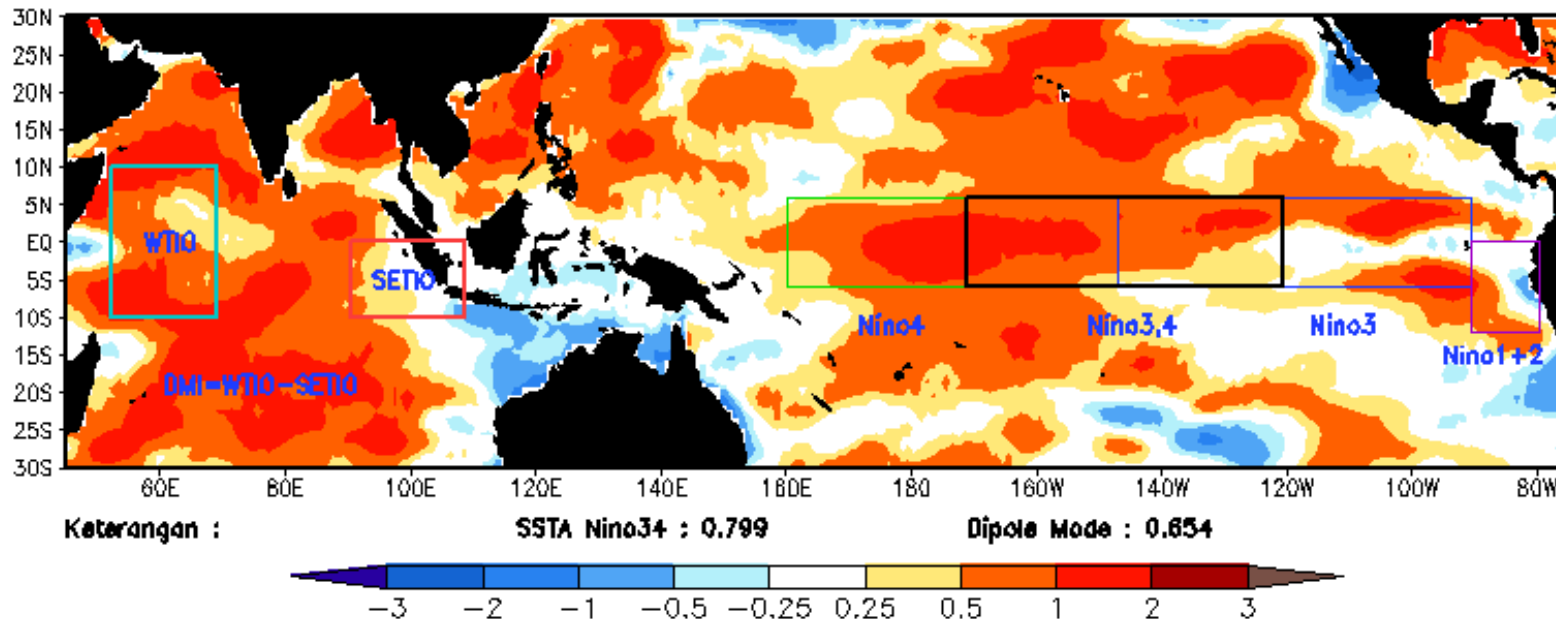 30N
25N
20N
15N
10N
5N
EQ
5S
10S
15S
20S
25S
30S
WTIO
SETIO
DMI=WTIO-SETIO
Nino4
Nino3,4
Nino3
Nino1+2
60E 80E 100E 120E 140E 160E 180 160W 140W 120W 100W 80W
Keterangan : SSTA Nino34 : 0.799 Dipole Mode : 0.654
-3 -2 -1 -0.5 -0.25 0.25 0.5 1 2 3